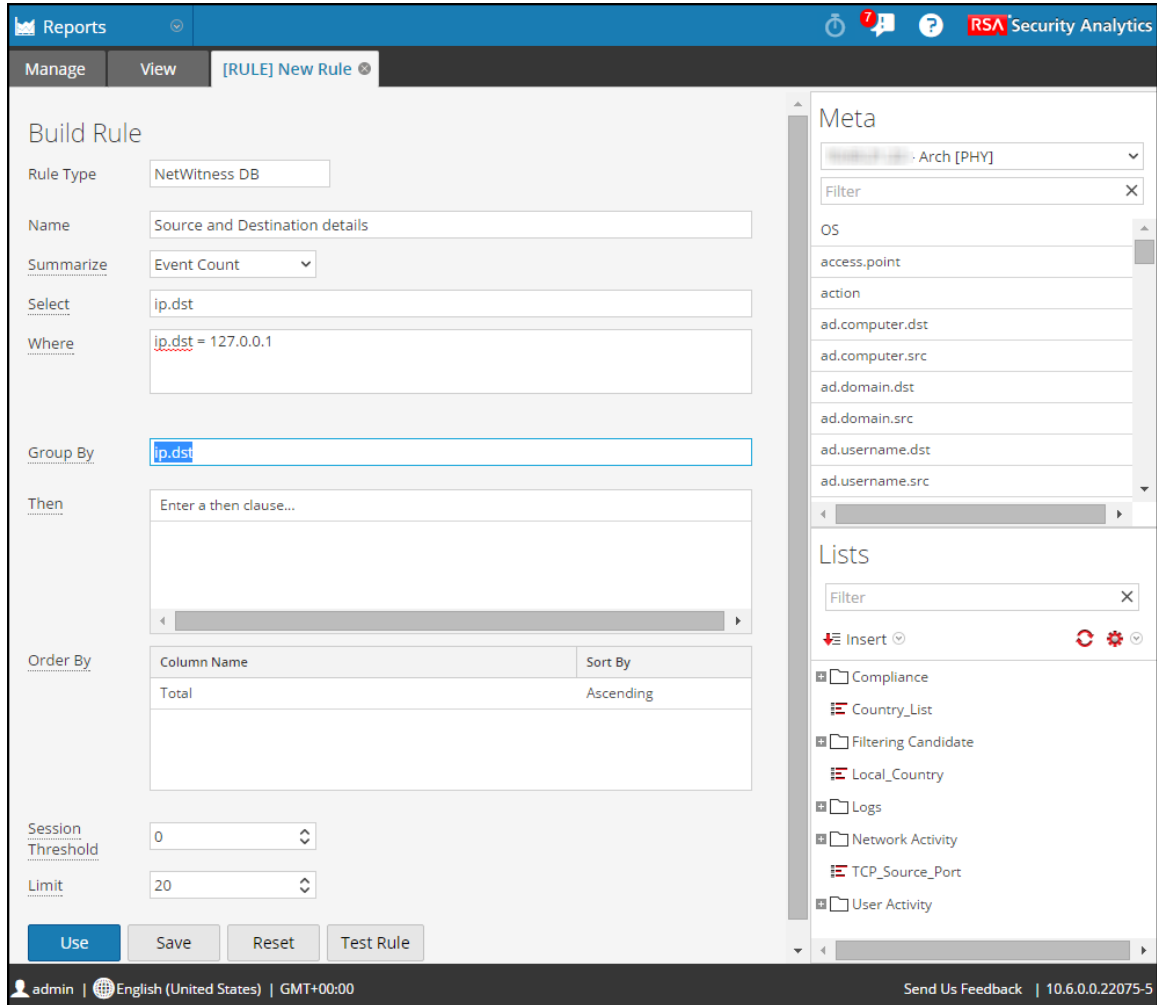 Reports
7
?
RSA Security Analytics
Manage
View
[RULE] New Rule
Build Rule
Rule Type
NetWitness DB
Name
Source and Destination details
Summarize
Event Count
Select
ip.dst
Where
ip.dst = 127.0.0.1
Group By
ip.dst
Then
Enter a then clause...
Order By
Column Name
Sort By
Total
Ascending
Session
Threshold
0
Limit
20
Use
Save
Reset
Test Rule
Meta
- Arch [PHY]
Filter
OS
access.point
action
ad.computer.dst
ad.computer.src
ad.domain.dst
ad.domain.src
ad.username.dst
ad.username.src
Lists
Filter
Insert
Compliance
Country_List
Filtering Candidate
Local_Country
Logs
Network Activity
TCP_Source_Port
User Activity
admin | English (United States) | GMT+00:00
Send Us Feedback | 10.6.0.0.22075-5